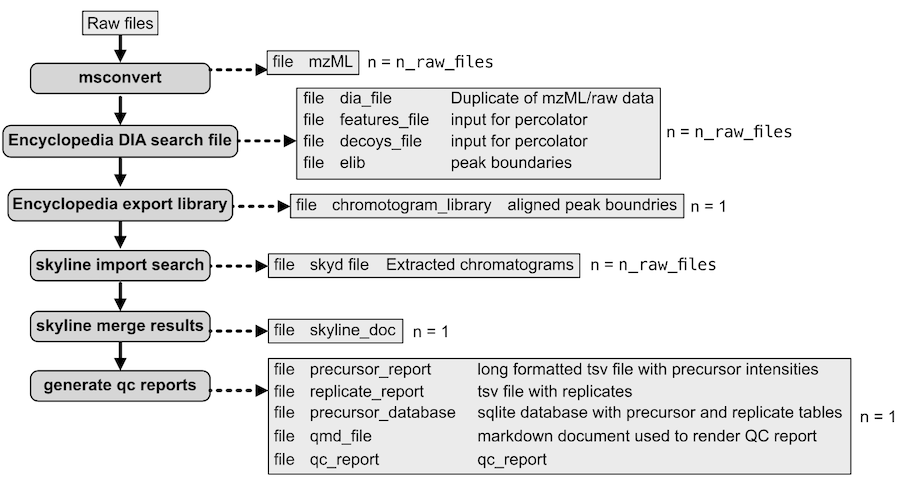 Raw files
msconvert
file mzML n = n_raw_files
Encyclopedia DIA search file
file dia_file Duplicate of mzML/raw data
file features_file input for percolator
file decoys_file input for percolator
file elib peak boundaries
n = n_raw_files
Encyclopedia export library
file chromotogram_library aligned peak boundries n = 1
skyline import search
file skyd file Extracted chromatograms n = n_raw_files
skyline merge results
file skyline_doc n = 1
generate qc reports
file precursor_report long formatted tsv file with precursor intensities
file replicate_report tsv file with replicates
file precursor_database sqlite database with precursor and replicate tables
file qmd_file markdown document used to render QC report
file qc_report qc_report
n = 1